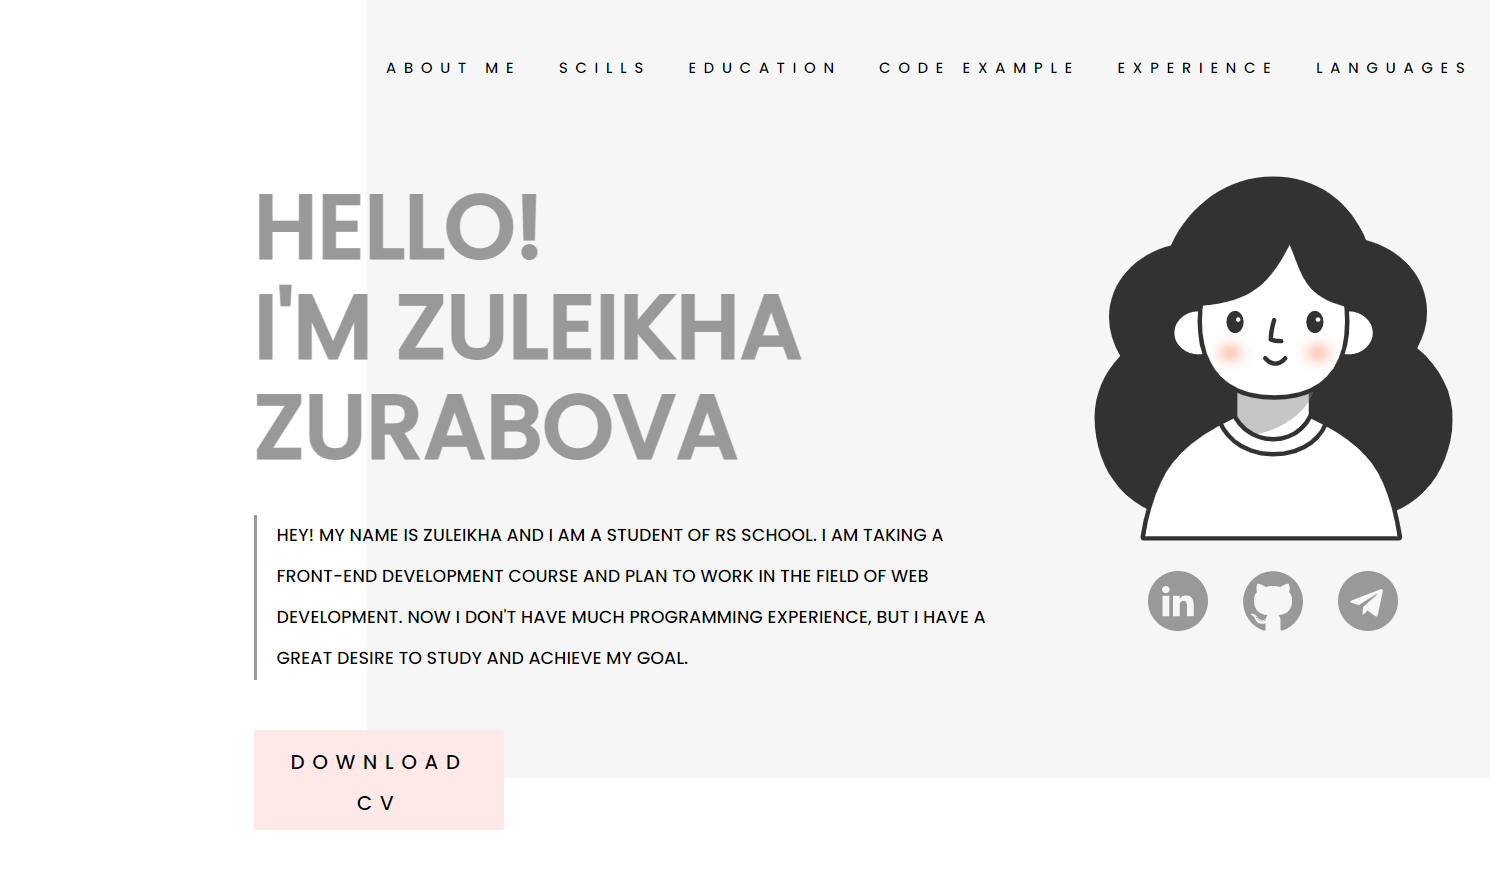 ABOUT ME SCILLS EDUCATION CODE EXAMPLE EXPERIENCE LANGUAGES
HELLO!
I'M ZULEIKHA
ZURABOVA
HEY! MY NAME IS ZULEIKHA AND I AM A STUDENT OF RS SCHOOL. I AM TAKING A
FRONT-END DEVELOPMENT COURSE AND PLAN TO WORK IN THE FIELD OF WEB
DEVELOPMENT. NOW I DON'T HAVE MUCH PROGRAMMING EXPERIENCE, BUT I HAVE A
GREAT DESIRE TO STUDY AND ACHIEVE MY GOAL.
in
DOWNLOAD
CV